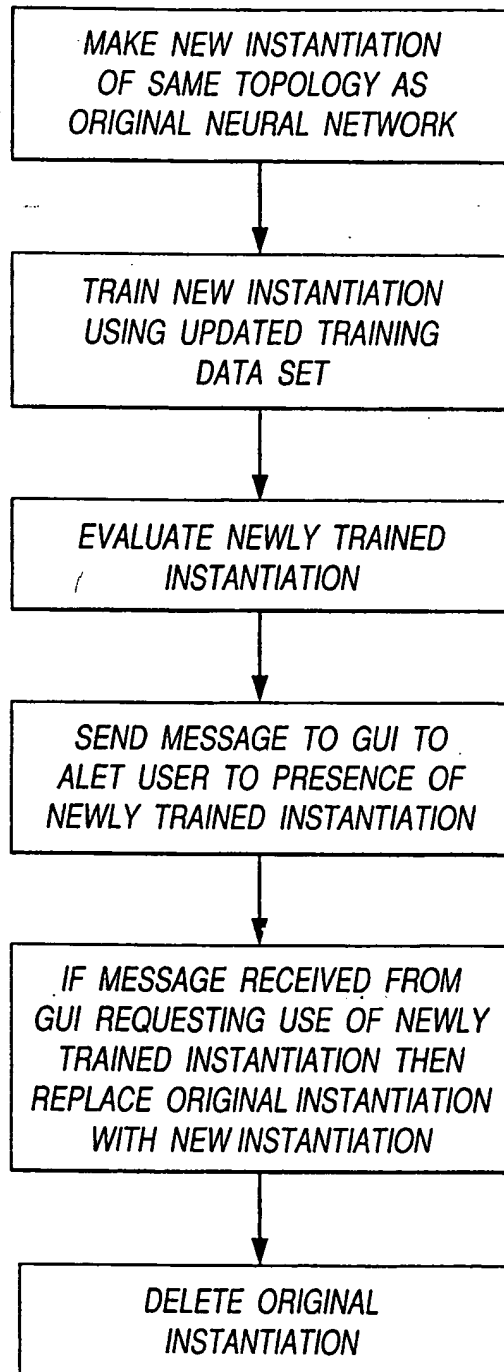 MAKE NEW INSTANTIATION
OF SAME TOPOLOGY AS
ORIGINAL NEURAL NETWORK
TRAIN NEW INSTANTIATION
USING UPDATED TRAINING
DATA SET
EVALUATE NEWLY TRAINED
INSTANTIATION
SEND MESSAGE TO GUI TO
ALET USER TO PRESENCE OF
NEWLY TRAINED INSTANTIATION
IF MESSAGE RECEIVED FROM
GUI REQUESTING USE OF NEWLY
TRAINED INSTANTIATION THEN
REPLACE ORIGINAL INSTANTIATION
WITH NEW INSTANTIATION
DELETE ORIGINAL
INSTANTIATION